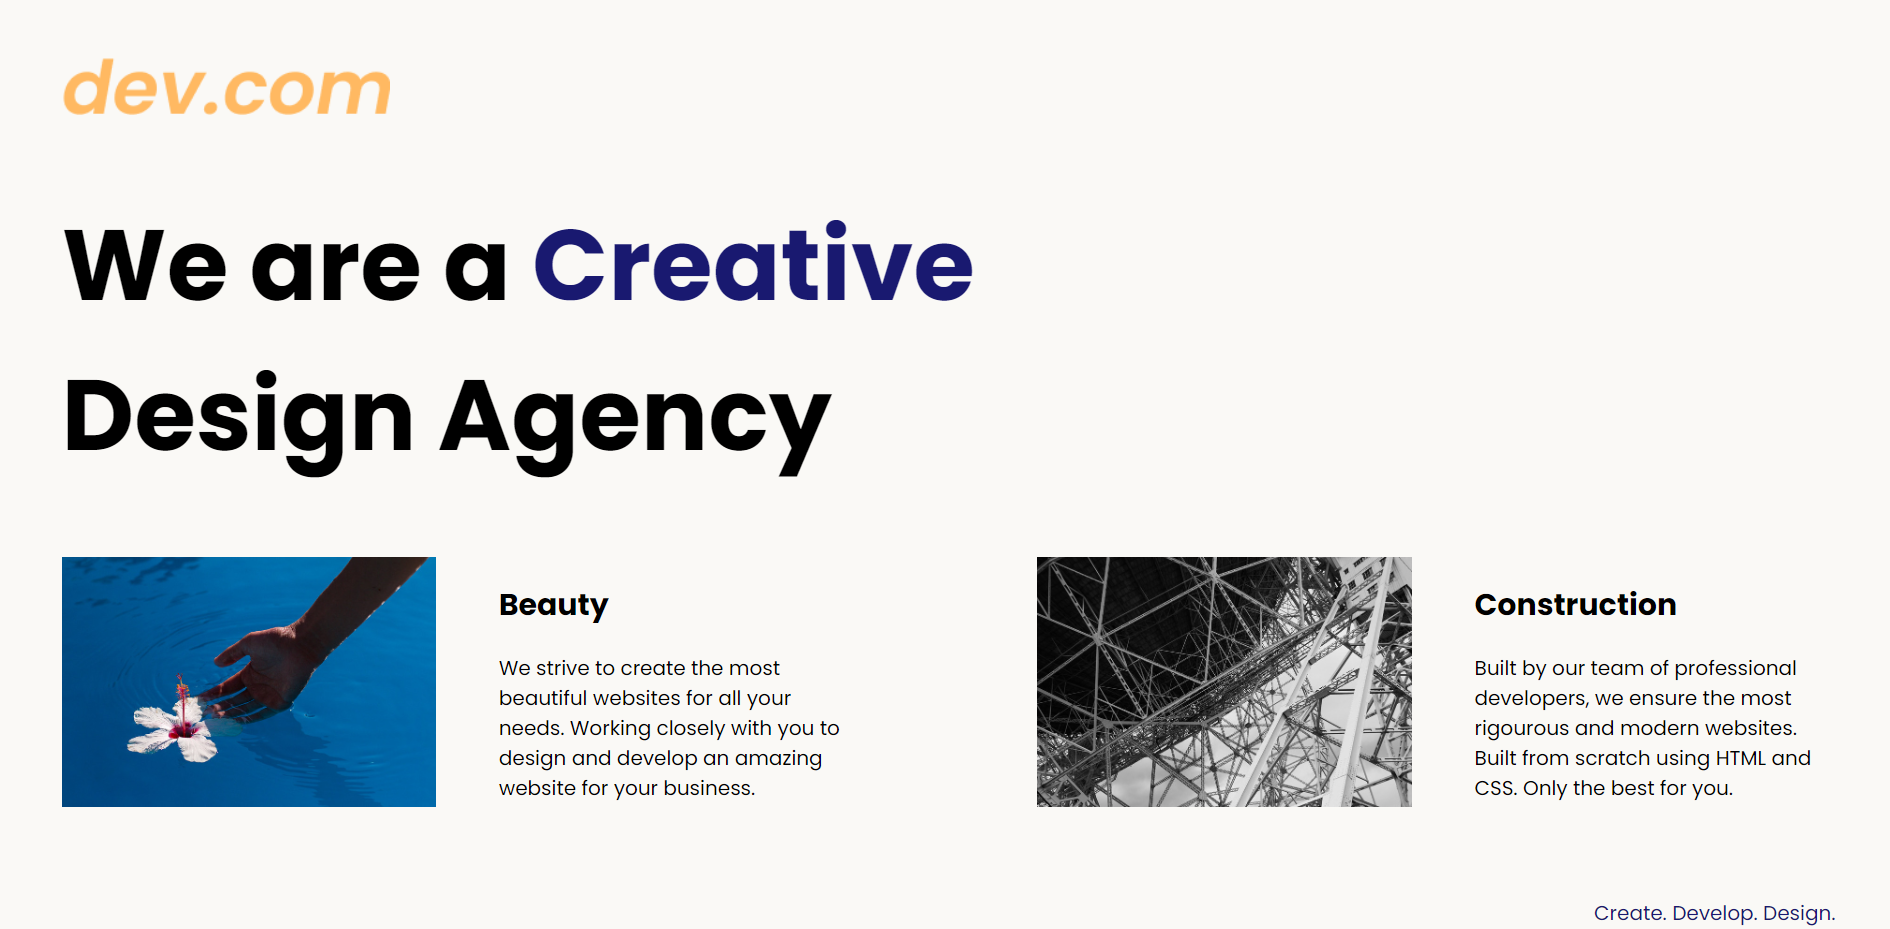 dev.com
We are a Creative
Design Agency
Beauty
We strive to create the most
beautiful websites for all your
needs. Working closely with you to
design and develop an amazing
website for your business.
Construction
Built by our team of professional
developers, we ensure the most
rigourous and modern websites.
Built from scratch using HTML and
CSS. Only the best for you.
Create. Develop. Design.